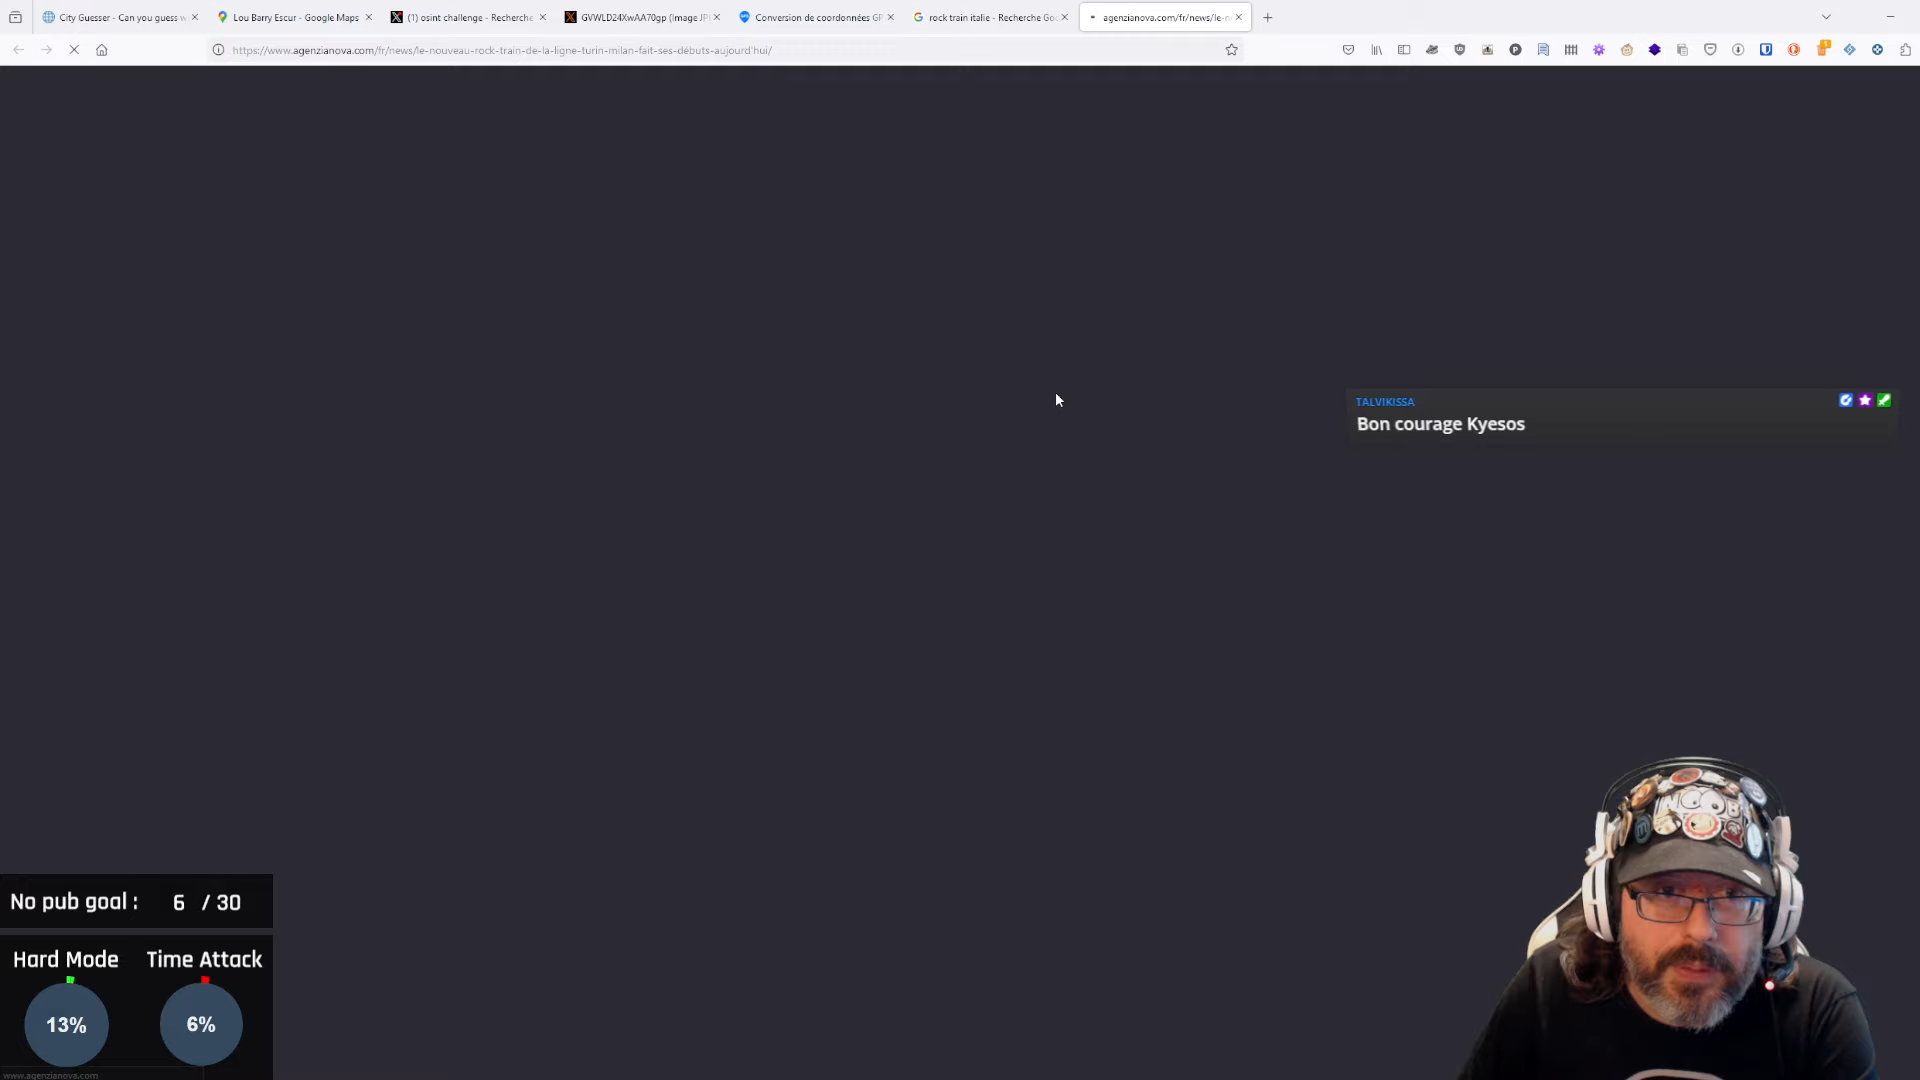 City Guesser - Can you guess w
Lou Barry Escur - Google Maps
(1) osint challenge - Recherche
GVWLD24XwAA70gp (Image JP
Conversion de coordonnées GP
rock train italie - Recherche Goo
agenzianova.com/fr/news/le-n
https://www.agenzianova.com/fr/news/le-nouveau-rock-train-de-la-ligne-turin-milan-fait-ses-débuts-aujourd'hui/
TALVIKISSA
Bon courage Kyesos
No pub goal : 6 / 30
Hard Mode Time Attack
13% 6%
www.agenzianova.com